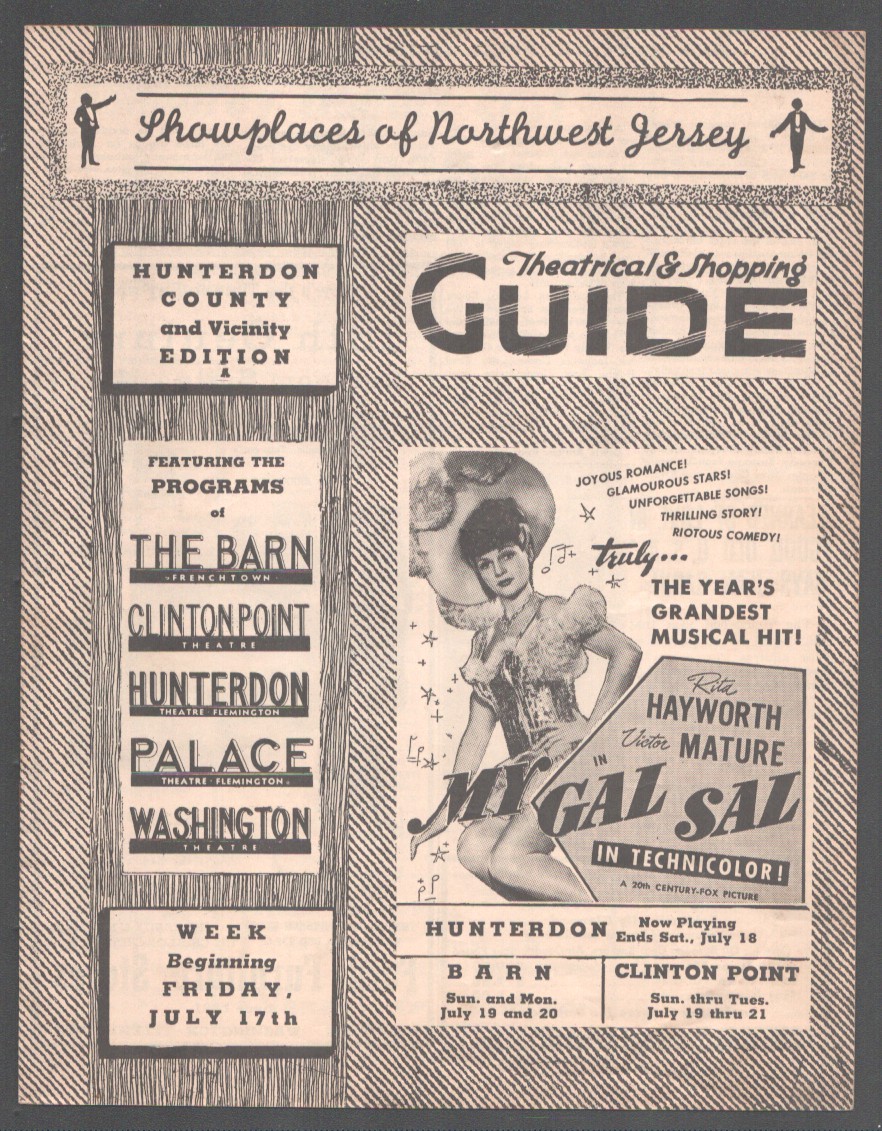 Showplaces of Northwest Jersey
HUNTERDON
COUNTY
and Vicinity
EDITION
A
Theatrical & Shopping
GUIDE
FEATURING THE
PROGRAMS
of
THE BARN
·FRENCHTOWN·
CLINTON POINT
THEATRE
HUNTERDON
THEATRE·FLEMINGTON
PALACE
THEATRE·FLEMINGTON·
WASHINGTON
THEATRE
WEEK
Beginning
FRIDAY,
JULY 17th
JOYOUS ROMANCE!
GLAMOUROUS STARS!
UNFORGETTABLE SONGS!
THRILLING STORY!
RIOTOUS COMEDY!
truly...
THE YEAR'S
GRANDEST
MUSICAL HIT!
Rita
HAYWORTH
Victor MATURE
IN
MY GAL SAL
IN TECHNICOLOR!
A 20th CENTURY-FOX PICTURE
HUNTERDON Now Playing
Ends Sat., July 18
BARN
Sun. and Mon.
July 19 and 20
CLINTON POINT
Sun. thru Tues.
July 19 thru 21